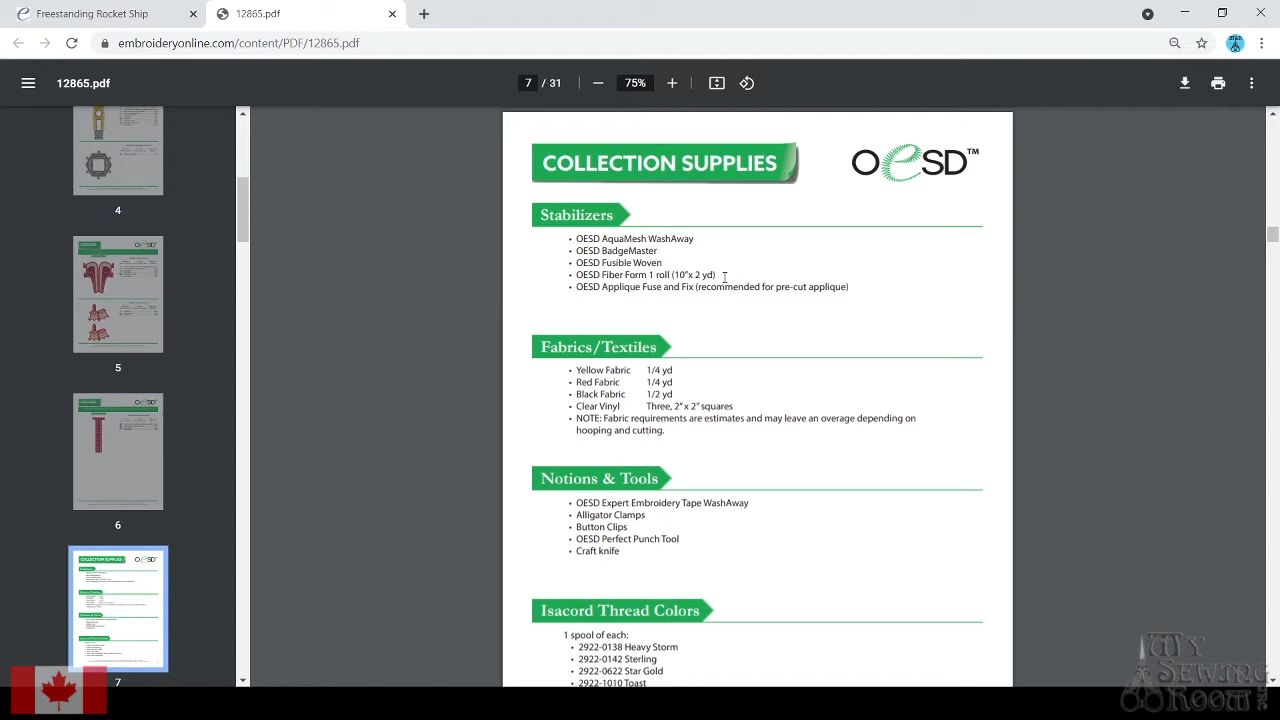 Freestanding Rocket Ship
12865.pdf
embroideryonline.com/content/PDF/12865.pdf
12865.pdf
7 / 31
75%
4
5
6
7
COLLECTION SUPPLIES
OESD™
Stabilizers
• OESD AquaMesh WashAway
• OESD BadgeMaster
• OESD Fusible Woven
• OESD Fiber Form 1 roll (10"x 2 yd)
• OESD Applique Fuse and Fix (recommended for pre-cut applique)
Fabrics/Textiles
• Yellow Fabric 1/4 yd
• Red Fabric 1/4 yd
• Black Fabric 1/2 yd
• Clear Vinyl Three, 2" x 2" squares
• NOTE: Fabric requirements are estimates and may leave an overage depending on
hooping and cutting.
Notions & Tools
• OESD Expert Embroidery Tape WashAway
• Alligator Clamps
• Button Clips
• OESD Perfect Punch Tool
• Craft knife
Isacord Thread Colors
1 spool of each:
• 2922-0138 Heavy Storm
• 2922-0142 Sterling
• 2922-0622 Star Gold
• 2922-1010 Toast
My
Sewing
Room
COLLECTION SUPPLIES
OESD